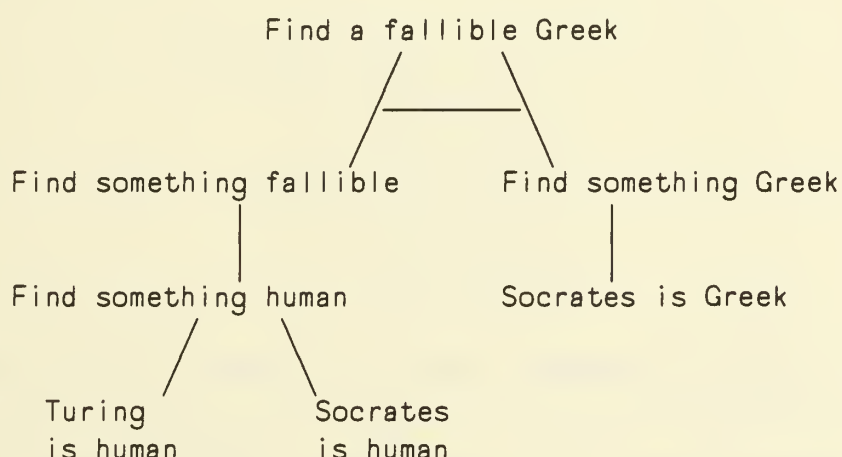 Find a fallible Greek
Find something fallible
Find something Greek
Find something human
Socrates is Greek
Turing
is human
Socrates
is human